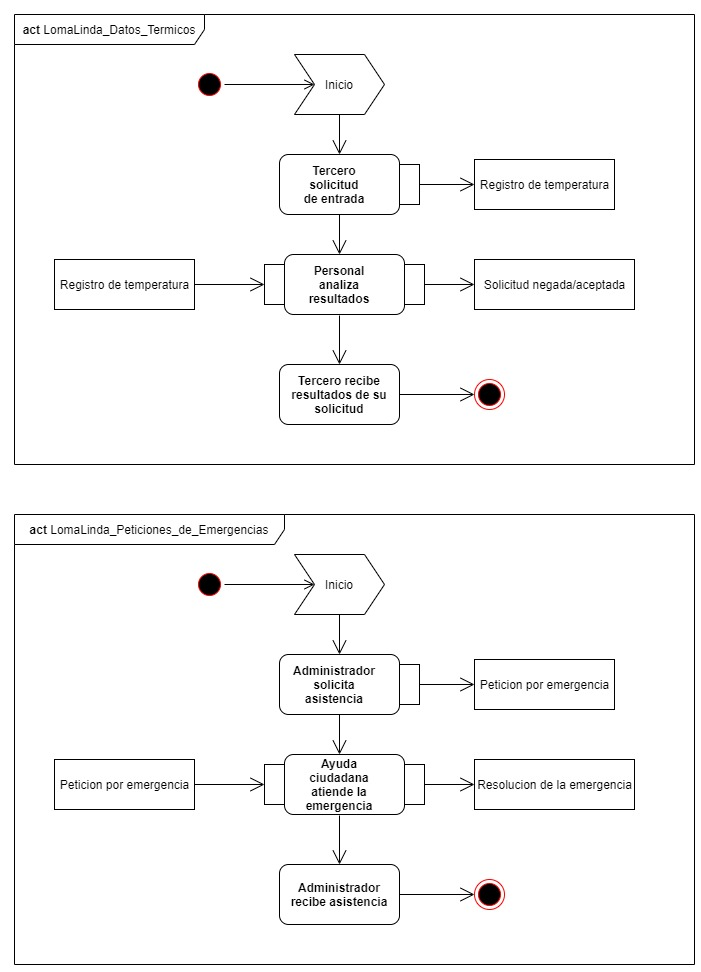 act LomaLinda_Datos_Termicos
Inicio
Tercero
solicitud
de entrada
Registro de temperatura
Registro de temperatura
Personal
analiza
resultados
Solicitud negada/aceptada
Tercero recibe
resultados de su
solicitud
act LomaLinda_Peticiones_de_Emergencias
Inicio
Administrador
solicita
asistencia
Peticion por emergencia
Peticion por emergencia
Ayuda
ciudadana
atiende la
emergencia
Resolucion de la emergencia
Administrador
recibe asistencia